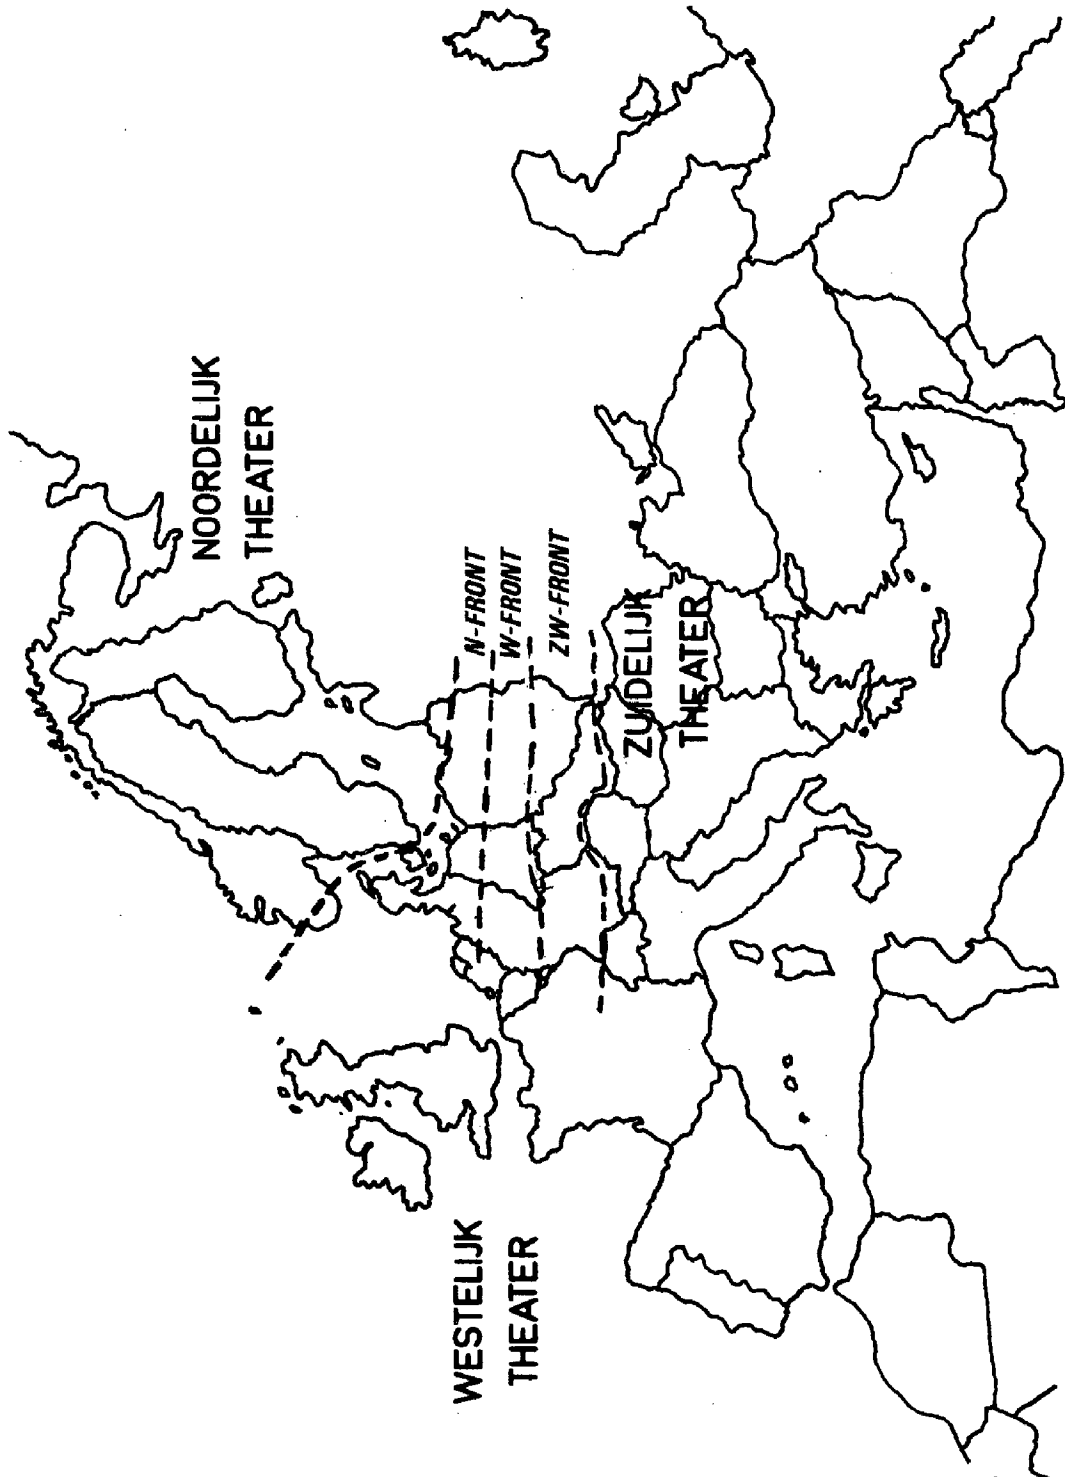 NOORDELIJK
THEATER
N-FRONT
W-FRONT
ZW-FRONT
WESTELIJK
THEATER
ZUIDELIJK
THEATER